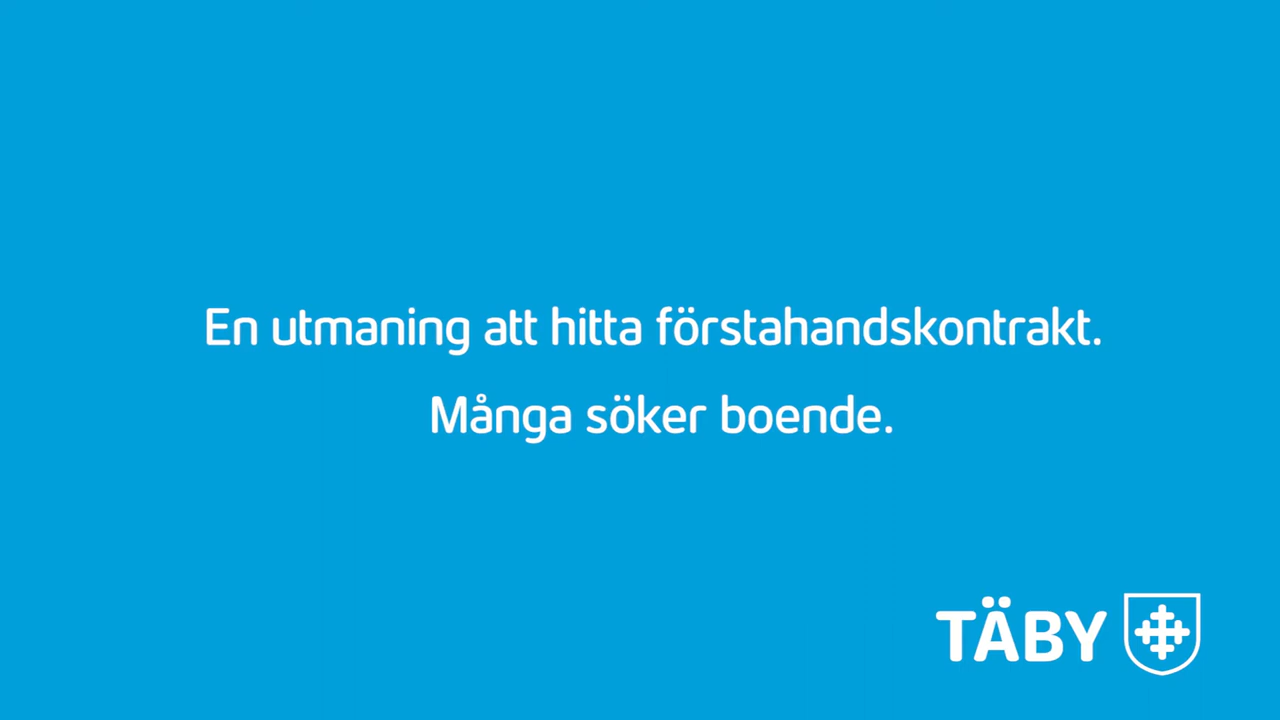 En utmaning att hitta förstahandskontrakt.
Många söker boende.
TÄBY